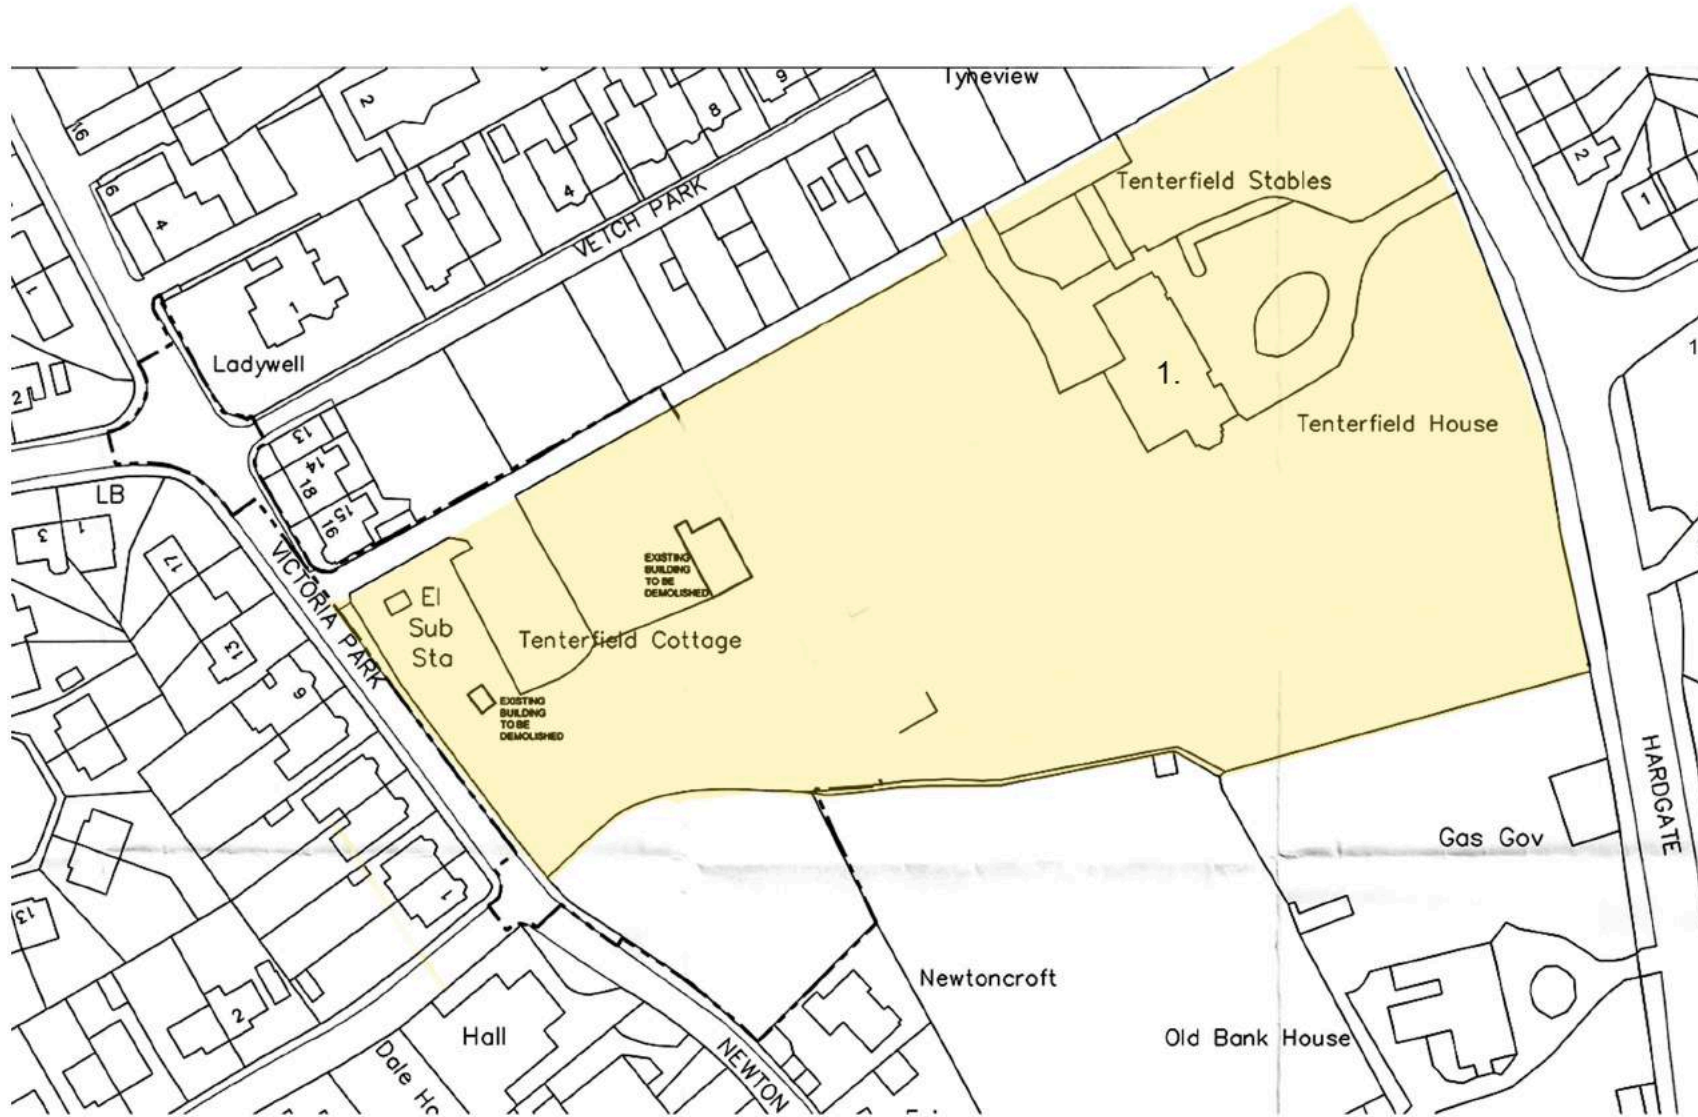 Tyneview
9
2
8
16
Tenterfield Stables
2
6
4
4
1
VETCH PARK
1
1
Ladywell
1
1.
2
13
Tenterfield House
14
LB
18
15
16
3
1
17
VICTORIA PARK
EXISTING
BUILDING
TO BE
DEMOLISHED
El
Sub
Sta
Tenterfield Cottage
13
9
EXISTING
BUILDING
TO BE
DEMOLISHED
HARDGATE
Gas Gov
1
13
Newtoncroft
2
Hall
Old Bank House
NEWTON